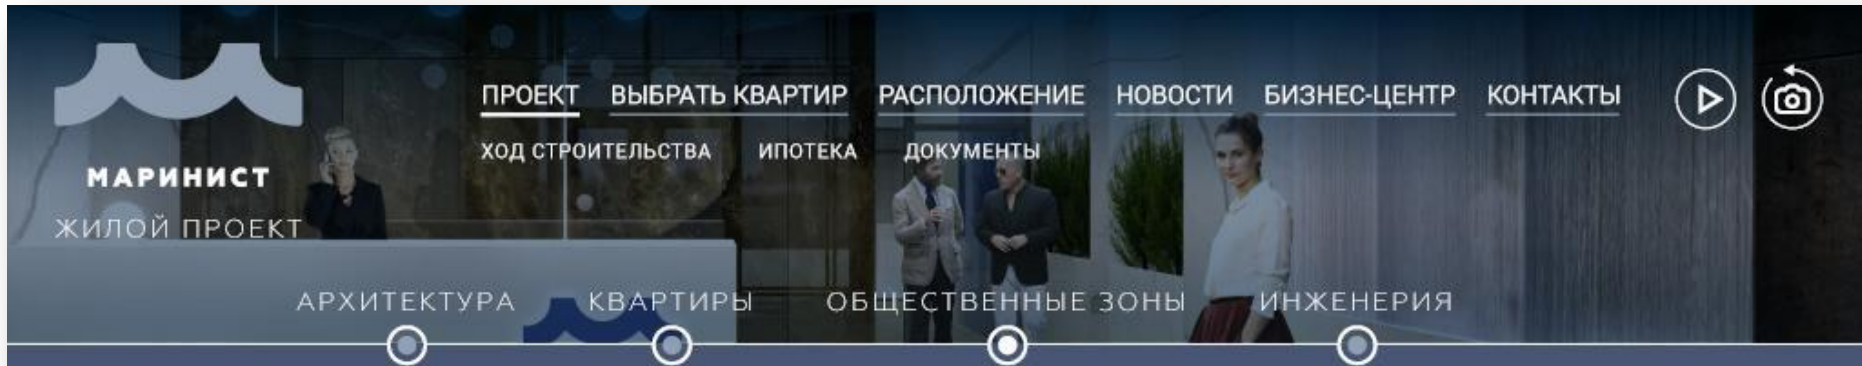 ПРОЕКТ ВЫБРАТЬ КВАРТИР РАСПОЛОЖЕНИЕ НОВОСТИ БИЗНЕС-ЦЕНТР КОНТАКТЫ
ХОД СТРОИТЕЛЬСТВА ИПОТЕКА ДОКУМЕНТЫ
МАРИНИСТ
ЖИЛОЙ ПРОЕКТ
АРХИТЕКТУРА КВАРТИРЫ ОБЩЕСТВЕННЫЕ ЗОНЫ ИНЖЕНЕРИЯ